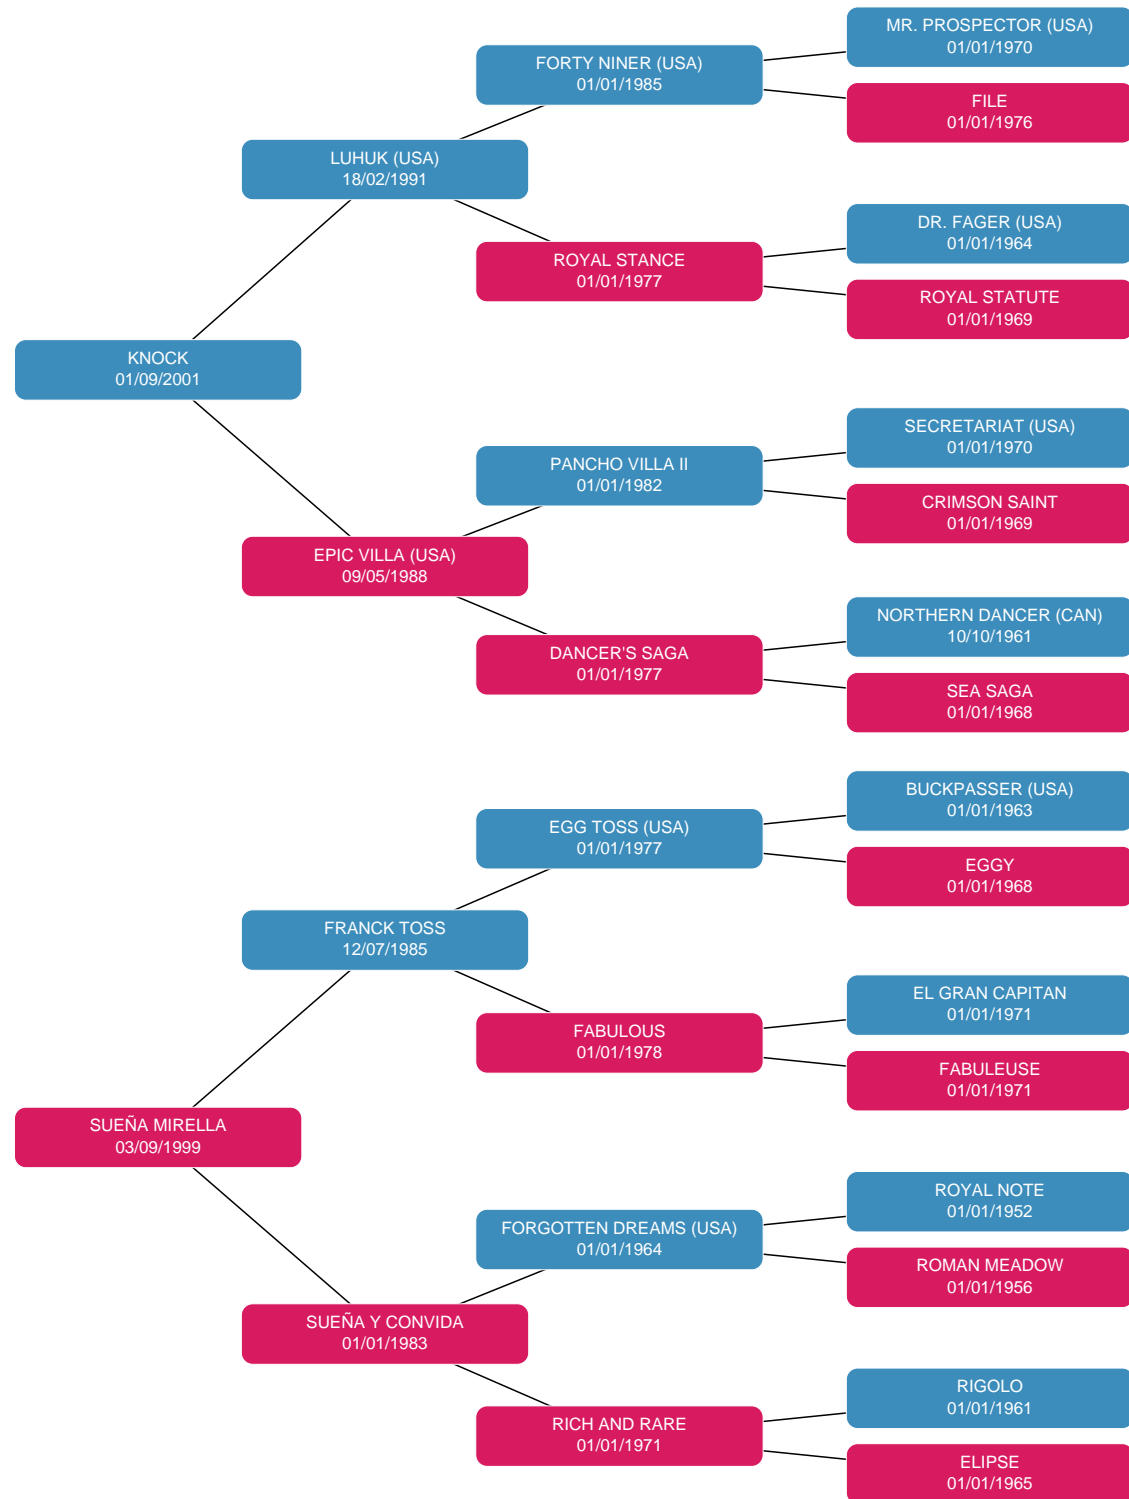 MR. PROSPECTOR (USA)
01/01/1970
FORTY NINER (USA)
01/01/1985
FILE
01/01/1976
LUHUK (USA)
18/02/1991
DR. FAGER (USA)
01/01/1964
ROYAL STANCE
01/01/1977
ROYAL STATUTE
01/01/1969
KNOCK
01/09/2001
SECRETARIAT (USA)
01/01/1970
PANCHO VILLA II
01/01/1982
CRIMSON SAINT
01/01/1969
EPIC VILLA (USA)
09/05/1988
NORTHERN DANCER (CAN)
10/10/1961
DANCER'S SAGA
01/01/1977
SEA SAGA
01/01/1968
BUCKPASSER (USA)
01/01/1963
EGG TOSS (USA)
01/01/1977
EGGY
01/01/1968
FRANCK TOSS
12/07/1985
EL GRAN CAPITAN
01/01/1971
FABULOUS
01/01/1978
FABULEUSE
01/01/1971
SUEÑA MIRELLA
03/09/1999
ROYAL NOTE
01/01/1952
FORGOTTEN DREAMS (USA)
01/01/1964
ROMAN MEADOW
01/01/1956
SUEÑA Y CONVIDA
01/01/1983
RIGOLO
01/01/1961
RICH AND RARE
01/01/1971
ELIPSE
01/01/1965